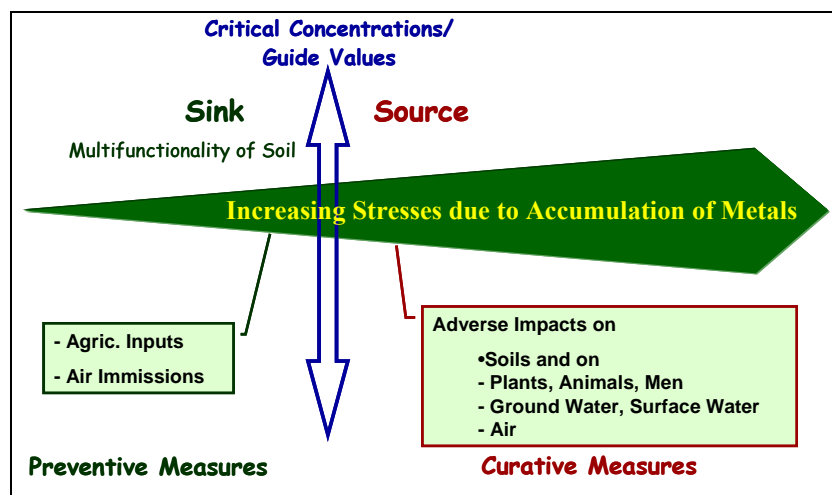 Critical Concentrations/
Guide Values
Sink
Source
Multifunctionality of Soil
Increasing Stresses due to Accumulation of Metals
- Agric. Inputs
- Air Immissions
Adverse Impacts on
•Soils and on
- Plants, Animals, Men
- Ground Water, Surface Water
- Air
Preventive Measures
Curative Measures